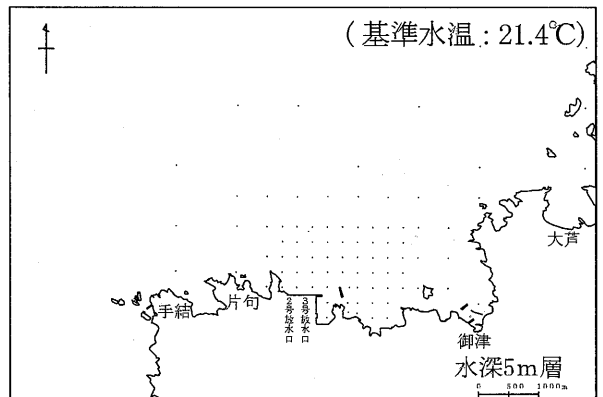 (基準水温:21.4℃)
大芦
手結
片句
2号放水口
3号放水口
御津
水深5m層
0 500 1000m